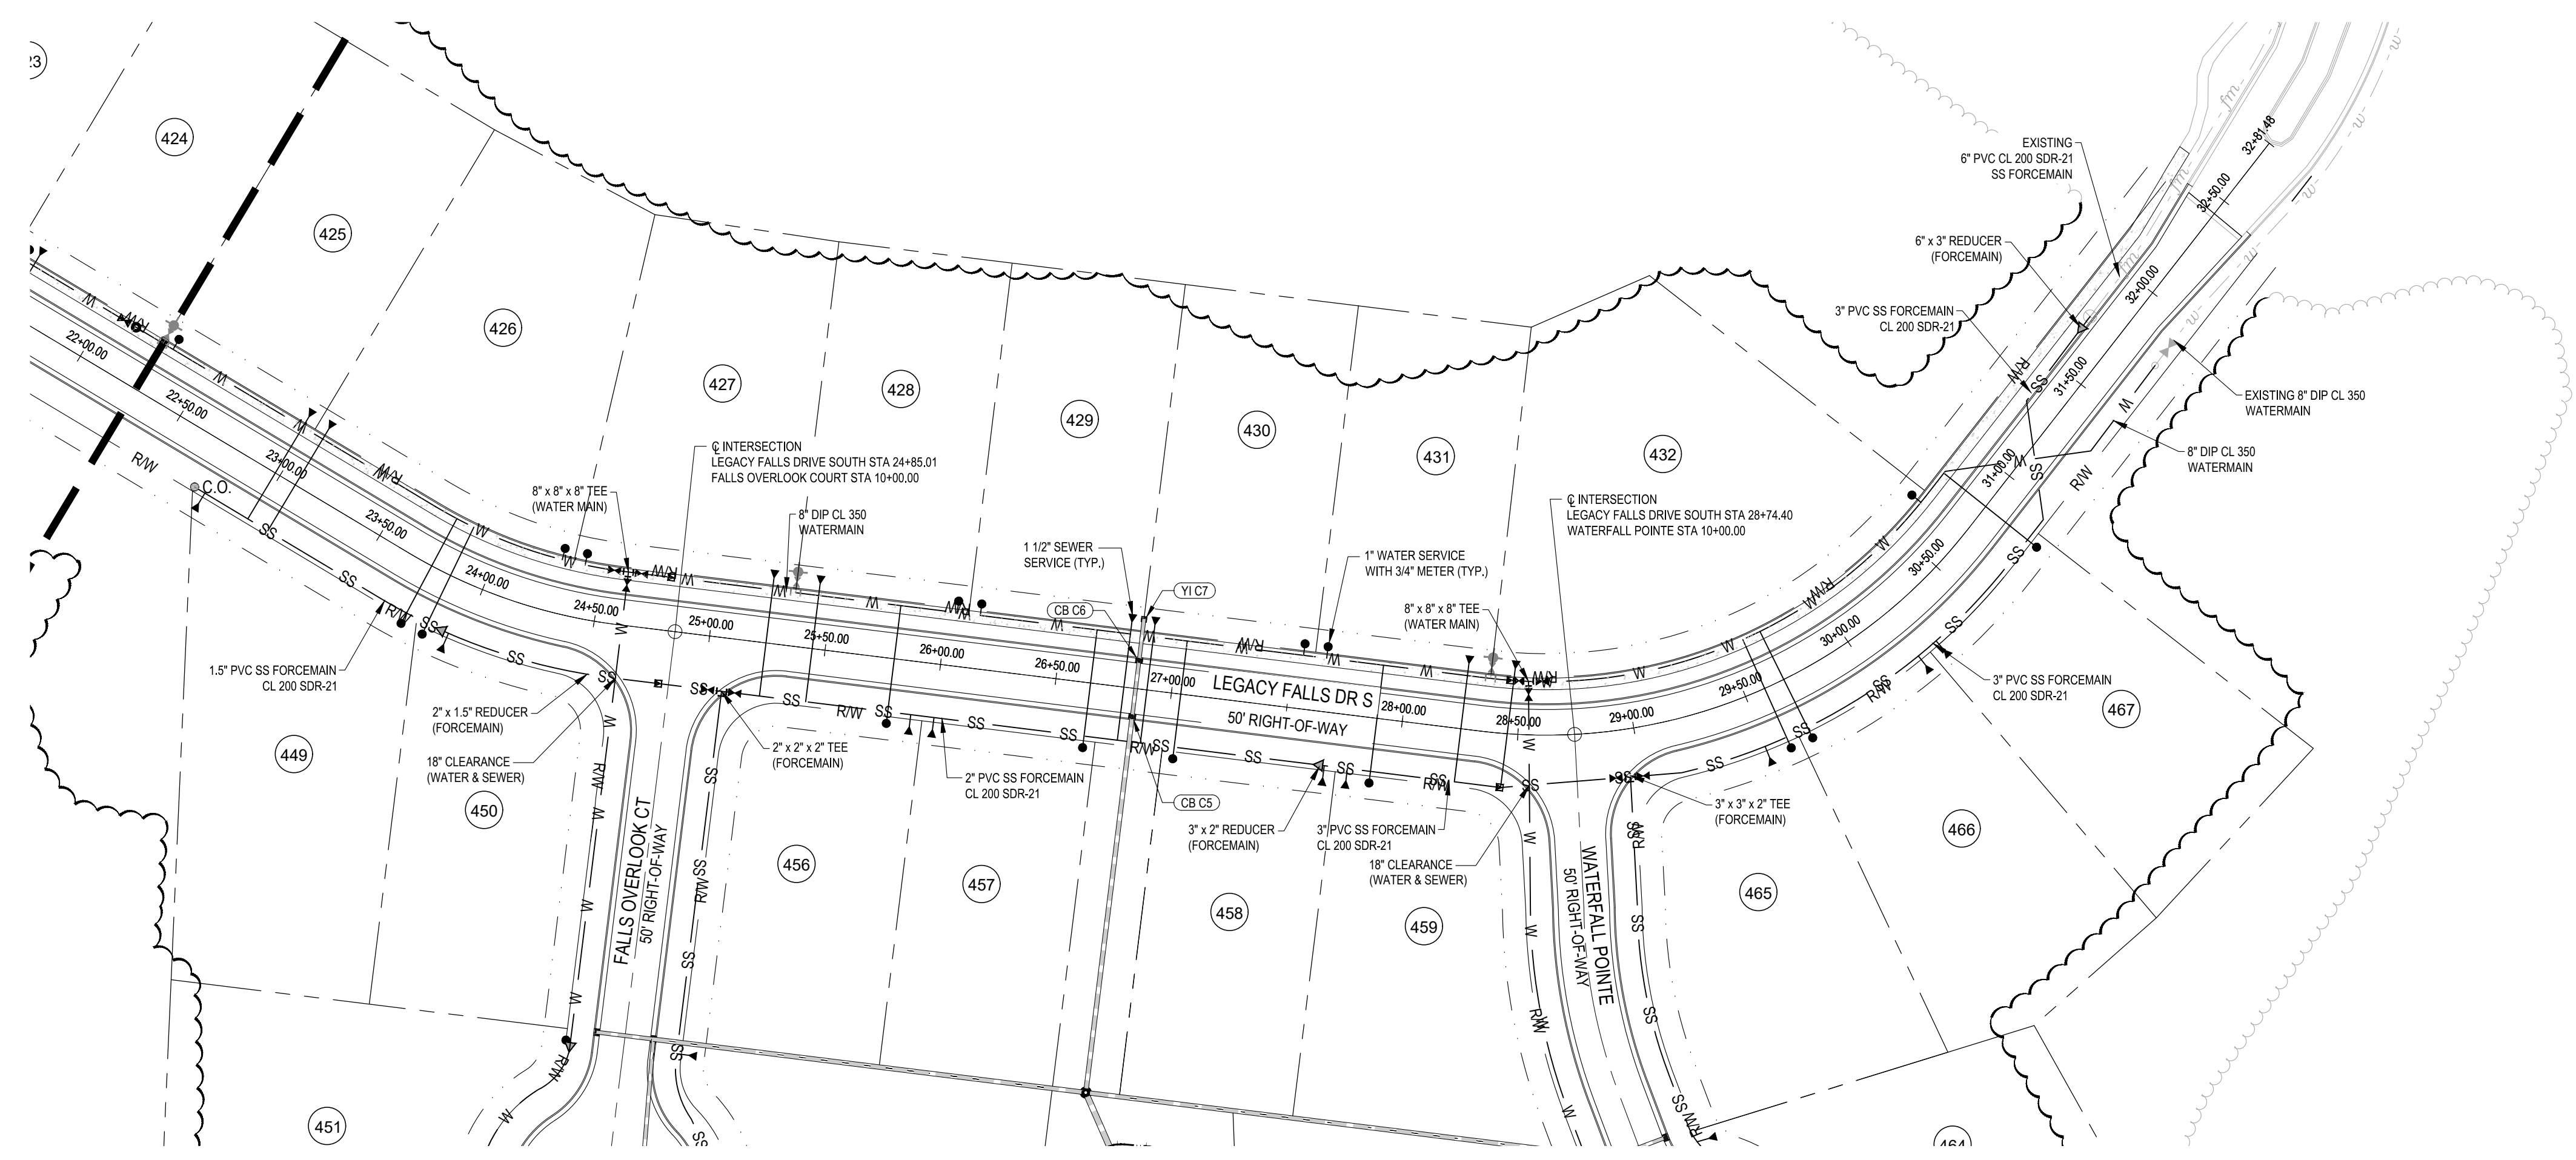 23
424
425
426
427
428
429
430
431
432
449
450
451
456
457
458
459
464
465
466
467
22+00.00
22+50.00
23+00.00
23+50.00
24+00.00
24+50.00
25+00.00
25+50.00
26+00.00
26+50.00
27+00.00
28+00.00
28+50.00
29+00.00
29+50.00
30+00.00
30+50.00
31+00.00
31+50.00
32+00.00
32+50.00
32+81.48
C.O.
R/W
SS
W
fm
w
℄ INTERSECTION
LEGACY FALLS DRIVE SOUTH STA 24+85.01
FALLS OVERLOOK COURT STA 10+00.00
8" x 8" x 8" TEE
(WATER MAIN)
8" DIP CL 350
WATERMAIN
1 1/2" SEWER
SERVICE (TYP.)
YI C7
CB C6
1" WATER SERVICE
WITH 3/4" METER (TYP.)
8" x 8" x 8" TEE
(WATER MAIN)
℄ INTERSECTION
LEGACY FALLS DRIVE SOUTH STA 28+74.40
WATERFALL POINTE STA 10+00.00
EXISTING
6" PVC CL 200 SDR-21
SS FORCEMAIN
6" x 3" REDUCER
(FORCEMAIN)
3" PVC SS FORCEMAIN
CL 200 SDR-21
EXISTING 8" DIP CL 350
WATERMAIN
8" DIP CL 350
WATERMAIN
LEGACY FALLS DR S
50' RIGHT-OF-WAY
1.5" PVC SS FORCEMAIN
CL 200 SDR-21
2" x 1.5" REDUCER
(FORCEMAIN)
18" CLEARANCE
(WATER & SEWER)
2" x 2" x 2" TEE
(FORCEMAIN)
2" PVC SS FORCEMAIN
CL 200 SDR-21
CB C5
3" x 2" REDUCER
(FORCEMAIN)
3" PVC SS FORCEMAIN
CL 200 SDR-21
18" CLEARANCE
(WATER & SEWER)
3" x 3" x 2" TEE
(FORCEMAIN)
3" PVC SS FORCEMAIN
CL 200 SDR-21
FALLS OVERLOOK CT
50' RIGHT-OF-WAY
WATERFALL POINTE
50' RIGHT-OF-WAY